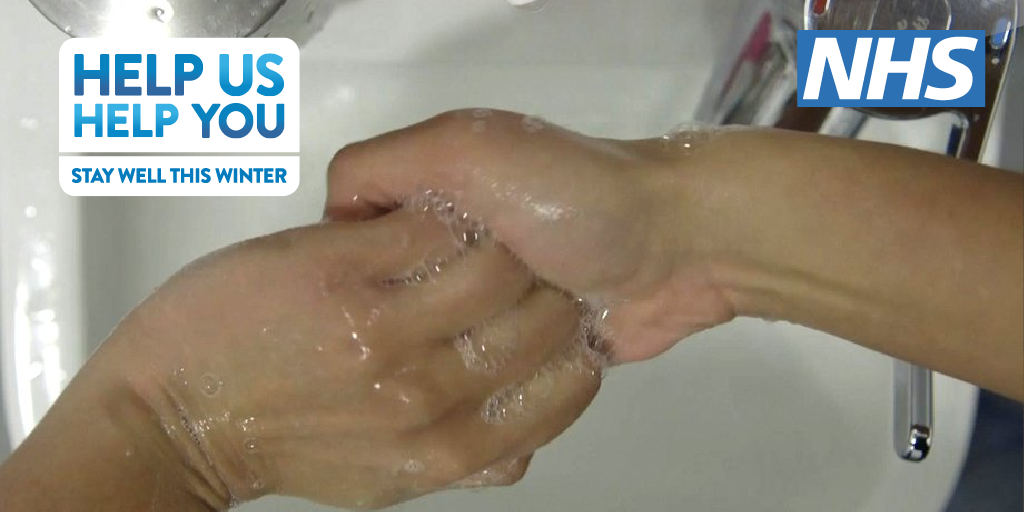 HELP US
HELP YOU
STAY WELL THIS WINTER
NHS